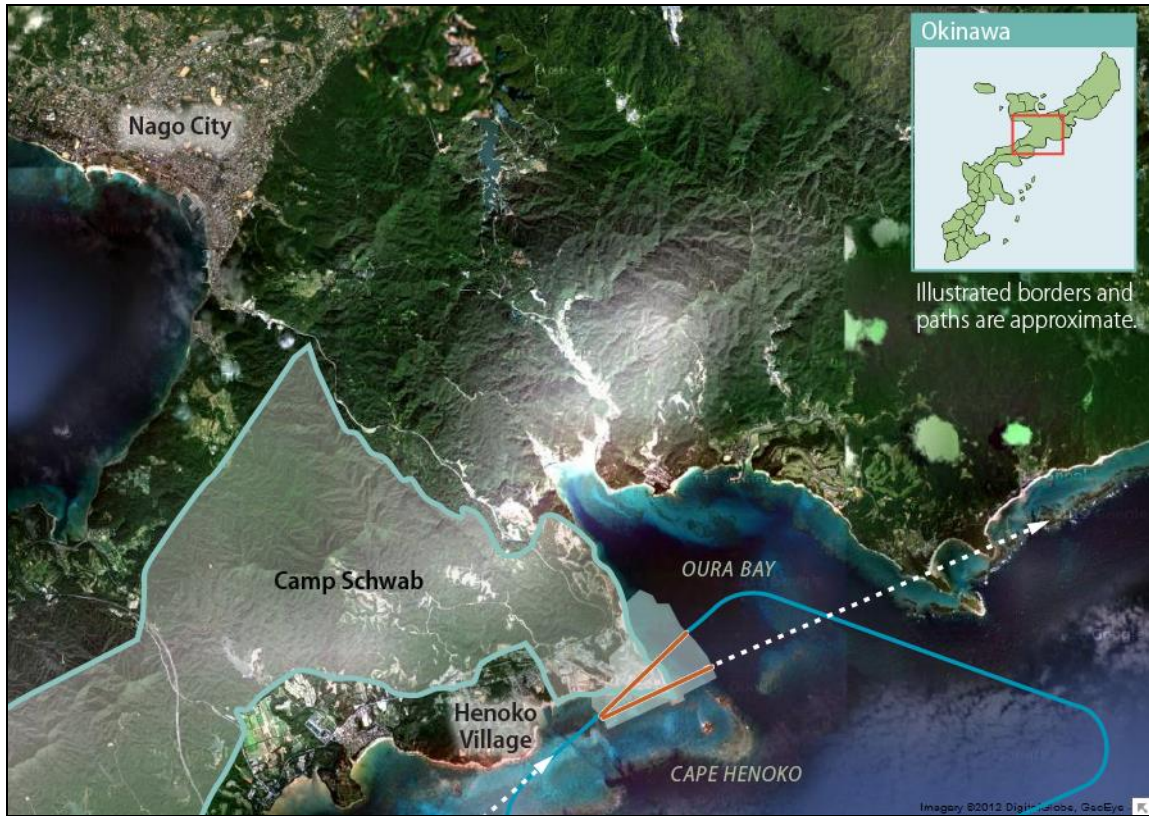 Okinawa
Illustrated borders and
paths are approximate.
Nago City
Camp Schwab
OURA BAY
Henoko
Village
CAPE HENOKO
Imagery ©2012 DigitalGlobe, GeoEye